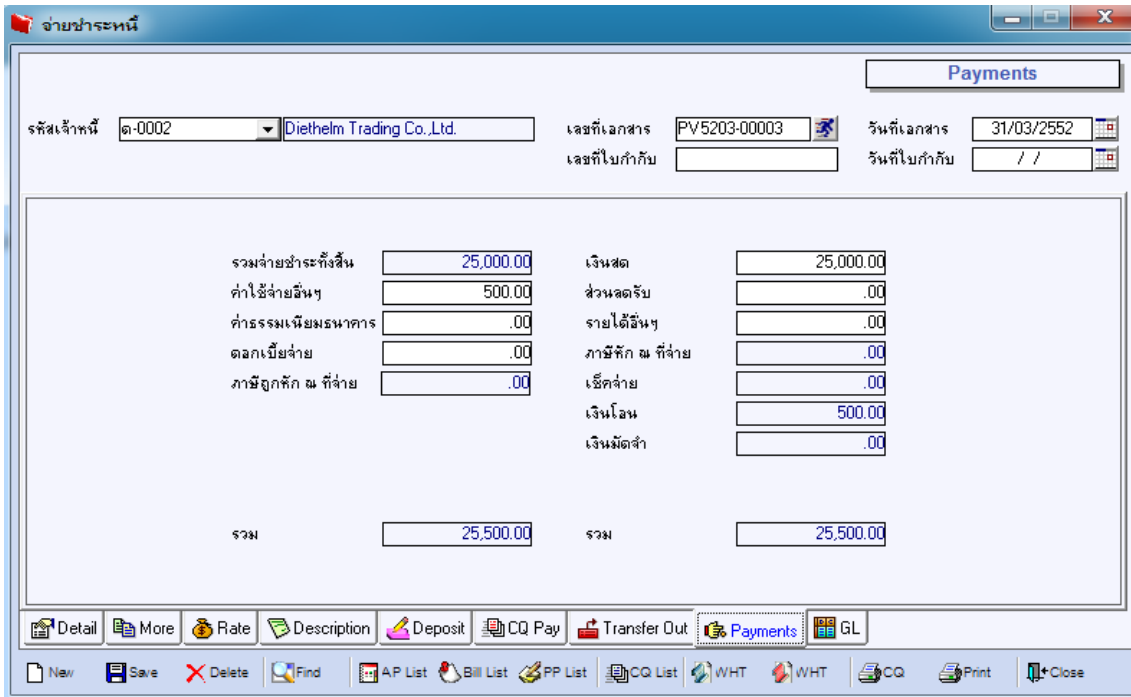 จ่ายชำระหนี้
Payments
รหัสเจ้าหนี้ ด-0002 Diethelm Trading Co.,Ltd. เลขที่เอกสาร PV5203-00003 วันที่เอกสาร 31/03/2552
เลขที่ใบกำกับ วันที่ใบกำกับ / /
รวมจ่ายชำระทั้งสิ้น 25,000.00 เงินสด 25,000.00
ค่าใช้จ่ายอื่นๆ 500.00 ส่วนลดรับ .00
ค่าธรรมเนียมธนาคาร .00 รายได้อื่นๆ .00
ดอกเบี้ยจ่าย .00 ภาษีหัก ณ ที่จ่าย .00
ภาษีถูกหัก ณ ที่จ่าย .00 เช็คจ่าย .00
เงินโอน 500.00
เงินมัดจำ .00
รวม 25,500.00 รวม 25,500.00
Detail More Rate Description Deposit CQ Pay Transfer Out Payments GL
New Save Delete Find AP List Bill List PP List CQ List WHT WHT CQ Print Close